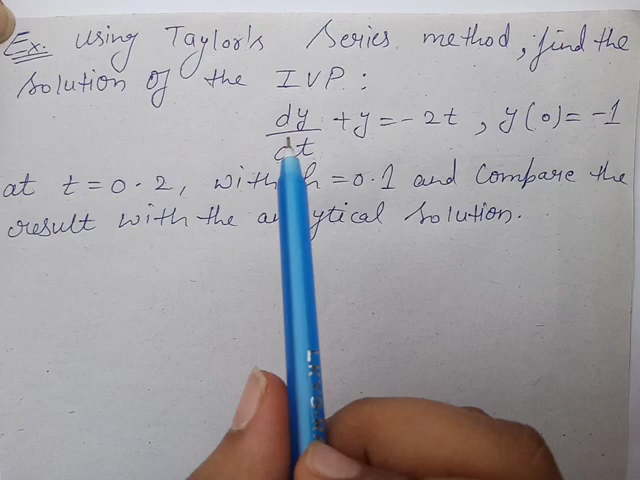 Ex. Using Taylor's Series method, find the
solution of the IVP:
dy/dt + y = - 2t , y(0) = -1
at t = 0.2, with h = 0.1 and compare the
result with the analytical solution.